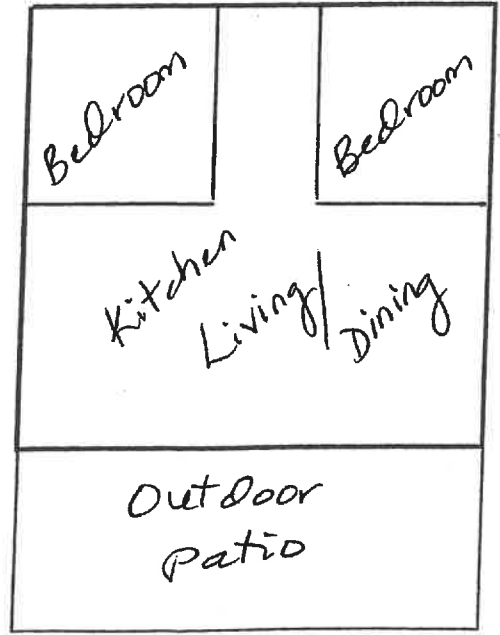 Bedroom
Bedroom
Kitchen
Living/Dining
Outdoor
Patio